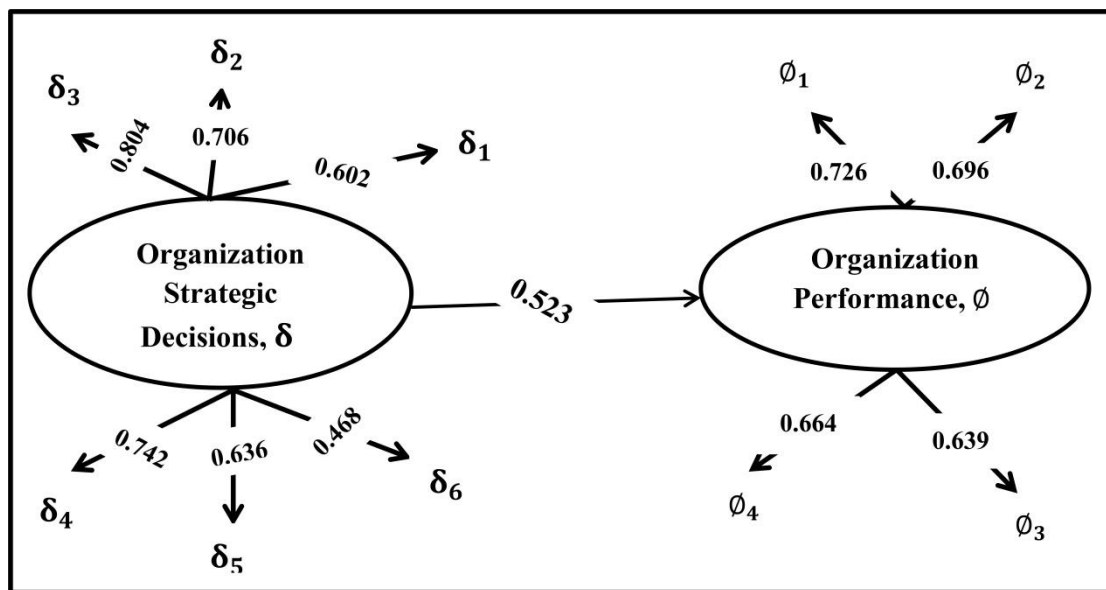 δ₂
δ₃
∅₁
∅₂
0.804
0.706
δ₁
0.602
0.726
0.696
Organization
Strategic
Decisions, δ
0.523
Organization
Performance, ∅
0.742
0.636
0.468
0.664
0.639
δ₄
δ₅
δ₆
∅₄
∅₃